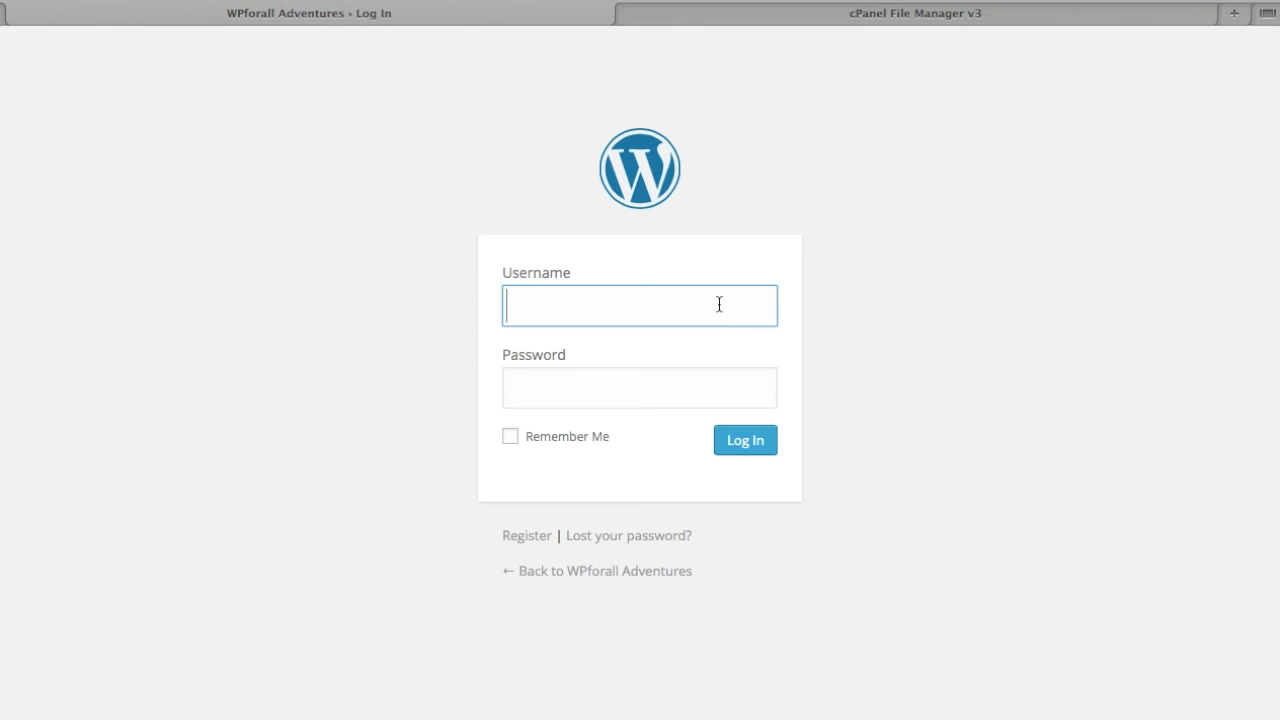 WPforall Adventures › Log In
cPanel File Manager v3
Username
Password
Remember Me
Log In
Register | Lost your password?
← Back to WPforall Adventures